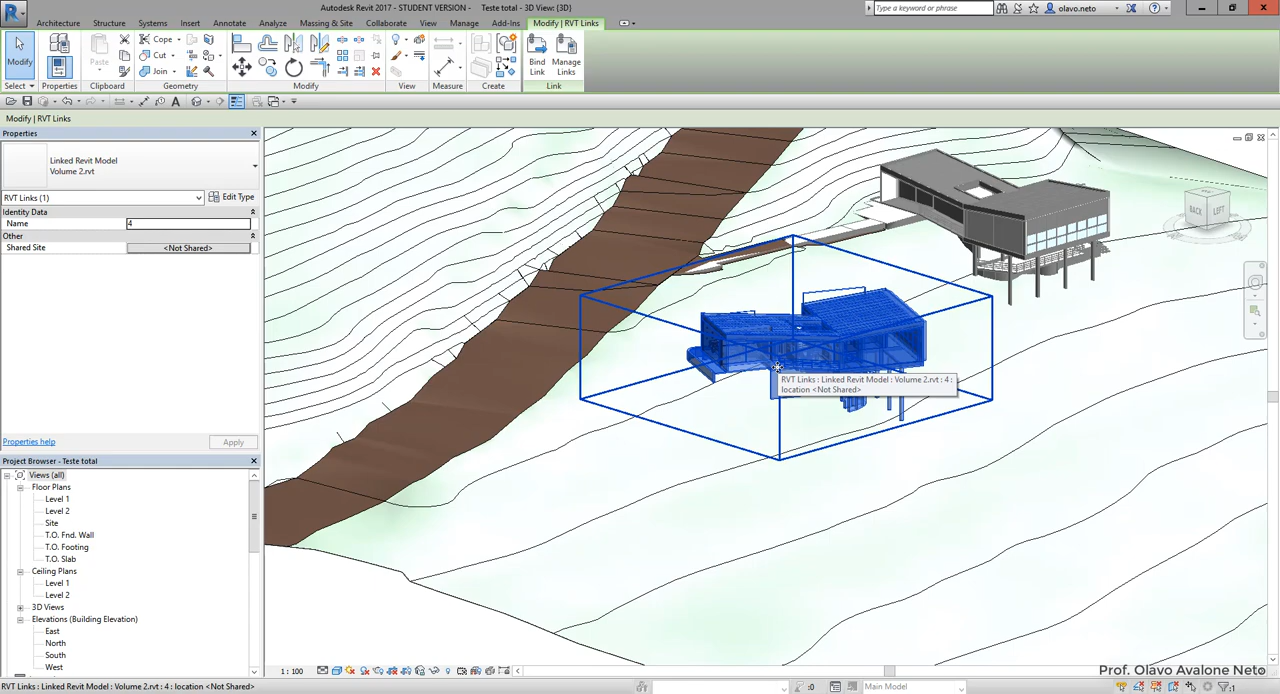 Autodesk Revit 2017 - STUDENT VERSION - Teste total - 3D View: {3D}
Type a keyword or phrase
olavo.neto
Architecture Structure Systems Insert Annotate Analyze Massing & Site Collaborate View Manage Add-Ins Modify | RVT Links
Modify
Paste
Cope
Cut
Join
Bind Link
Manage Links
Select Properties Clipboard Geometry Modify View Measure Create Link
Modify | RVT Links
Properties
Linked Revit Model
Volume 2.rvt
RVT Links (1)
Edit Type
Identity Data
Name 4
Other
Shared Site <Not Shared>
Properties help
Apply
Project Browser - Teste total
Views (all)
Floor Plans
Level 1
Level 2
Site
T.O. Fnd. Wall
T.O. Footing
T.O. Slab
Ceiling Plans
Level 1
Level 2
3D Views
Elevations (Building Elevation)
East
North
South
West
BACK
LEFT
RVT Links : Linked Revit Model : Volume 2.rvt : 4 :
location <Not Shared>
1 : 100
Prof. Olavo Avalone Neto
RVT Links : Linked Revit Model : Volume 2.rvt : 4 : location <Not Shared>
:0
Main Model
:1